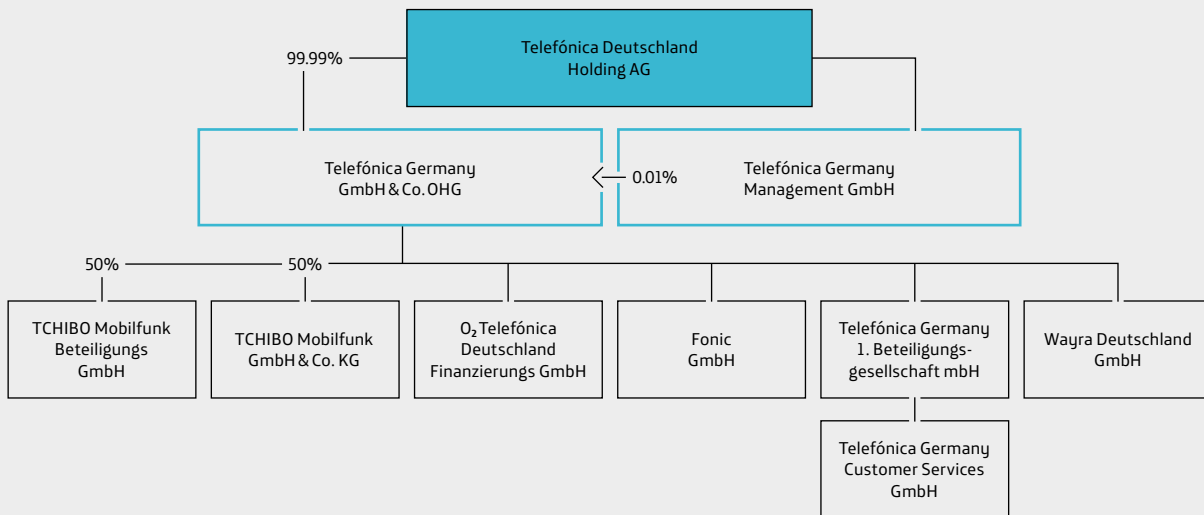 Telefónica Deutschland
Holding AG
99.99%
Telefónica Germany
GmbH & Co. OHG
0.01%
Telefónica Germany
Management GmbH
50%
50%
TCHIBO Mobilfunk
Beteiligungs
GmbH
TCHIBO Mobilfunk
GmbH & Co. KG
O₂ Telefónica
Deutschland
Finanzierungs GmbH
Fonic
GmbH
Telefónica Germany
1. Beteiligungs-
gesellschaft mbH
Wayra Deutschland
GmbH
Telefónica Germany
Customer Services
GmbH